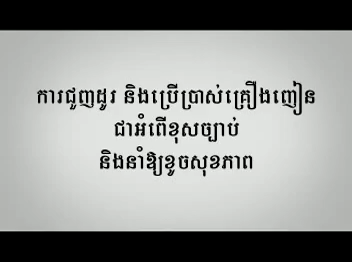 ការជួញដូរ និងប្រើប្រាស់គ្រឿងញៀន
ជាអំពើខុសច្បាប់
និងនាំឱ្យខូចសុខភាព